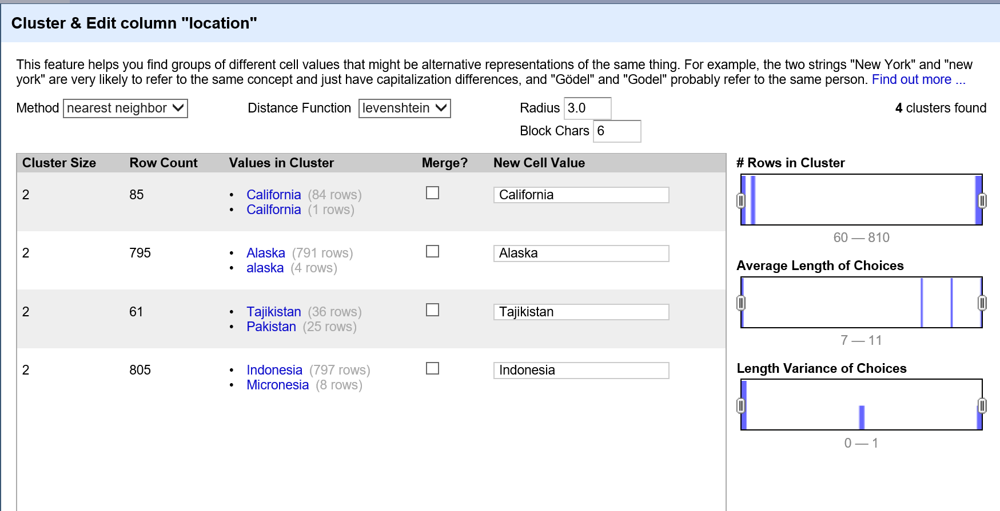 Cluster & Edit column "location"
This feature helps you find groups of different cell values that might be alternative representations of the same thing. For example, the two strings "New York" and "new
york" are very likely to refer to the same concept and just have capitalization differences, and "Gödel" and "Godel" probably refer to the same person. Find out more ...
Method nearest neighbor Distance Function levenshtein Radius 3.0 4 clusters found
Block Chars 6
Cluster Size Row Count Values in Cluster Merge? New Cell Value # Rows in Cluster
2 85 • California (84 rows) California
• Cailfornia (1 rows)
60 — 810
2 795 • Alaska (791 rows) Alaska
• alaska (4 rows)
Average Length of Choices
2 61 • Tajikistan (36 rows) Tajikistan
• Pakistan (25 rows)
7 — 11
2 805 • Indonesia (797 rows) Indonesia
• Micronesia (8 rows)
Length Variance of Choices
0 — 1